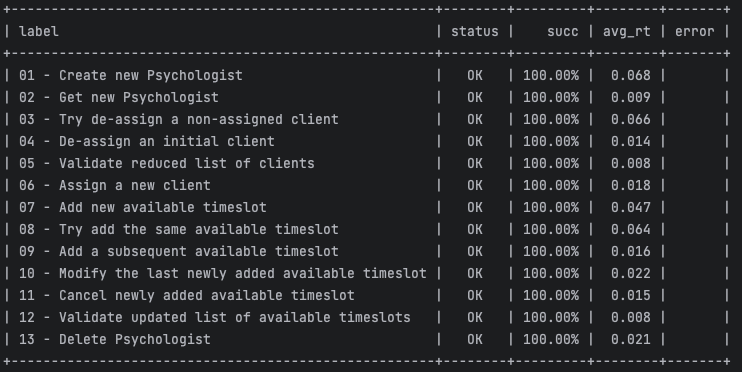 +-----------------------------------------------------+--------+---------+--------+-------+
| label                                               | status |    succ | avg_rt | error |
+-----------------------------------------------------+--------+---------+--------+-------+
| 01 - Create new Psychologist                        |   OK   | 100.00% |  0.068 |       |
| 02 - Get new Psychologist                           |   OK   | 100.00% |  0.009 |       |
| 03 - Try de-assign a non-assigned client            |   OK   | 100.00% |  0.066 |       |
| 04 - De-assign an initial client                    |   OK   | 100.00% |  0.014 |       |
| 05 - Validate reduced list of clients               |   OK   | 100.00% |  0.008 |       |
| 06 - Assign a new client                            |   OK   | 100.00% |  0.018 |       |
| 07 - Add new available timeslot                     |   OK   | 100.00% |  0.047 |       |
| 08 - Try add the same available timeslot            |   OK   | 100.00% |  0.064 |       |
| 09 - Add a subsequent available timeslot            |   OK   | 100.00% |  0.016 |       |
| 10 - Modify the last newly added available timeslot |   OK   | 100.00% |  0.022 |       |
| 11 - Cancel newly added available timeslot          |   OK   | 100.00% |  0.015 |       |
| 12 - Validate updated list of available timeslots   |   OK   | 100.00% |  0.008 |       |
| 13 - Delete Psychologist                            |   OK   | 100.00% |  0.021 |       |
+-----------------------------------------------------+--------+---------+--------+-------+